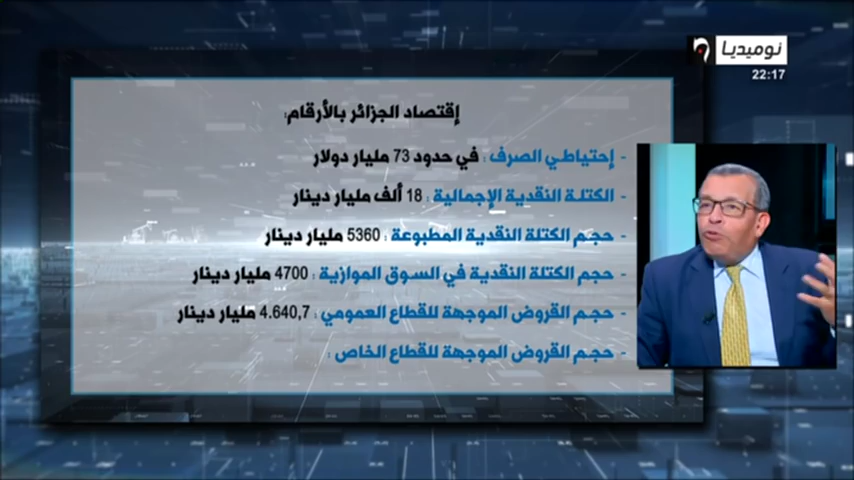 نوميديا
22:17
إقتصاد الجزائر بالأرقام:
- إحتياطي الصرف : في حدود 73 مليار دولار
- الكتلة النقدية الإجمالية : 18 ألف مليار دينار
- حجم الكتلة النقدية المطبوعة : 5360 مليار دينار
- حجم الكتلة النقدية في السوق الموازية : 4700 مليار دينار
- حجم القروض الموجهة للقطاع العمومي : 4.640,7 مليار دينار
- حجم القروض الموجهة للقطاع الخاص :